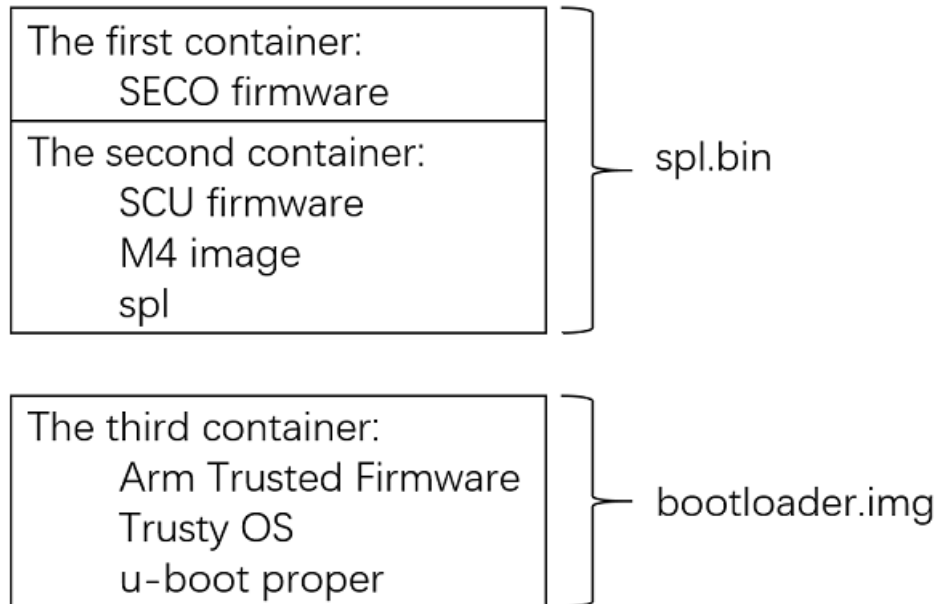 The first container:
SECO firmware
The second container:
SCU firmware
M4 image
spl
spl.bin
The third container:
Arm Trusted Firmware
Trusty OS
u-boot proper
bootloader.img